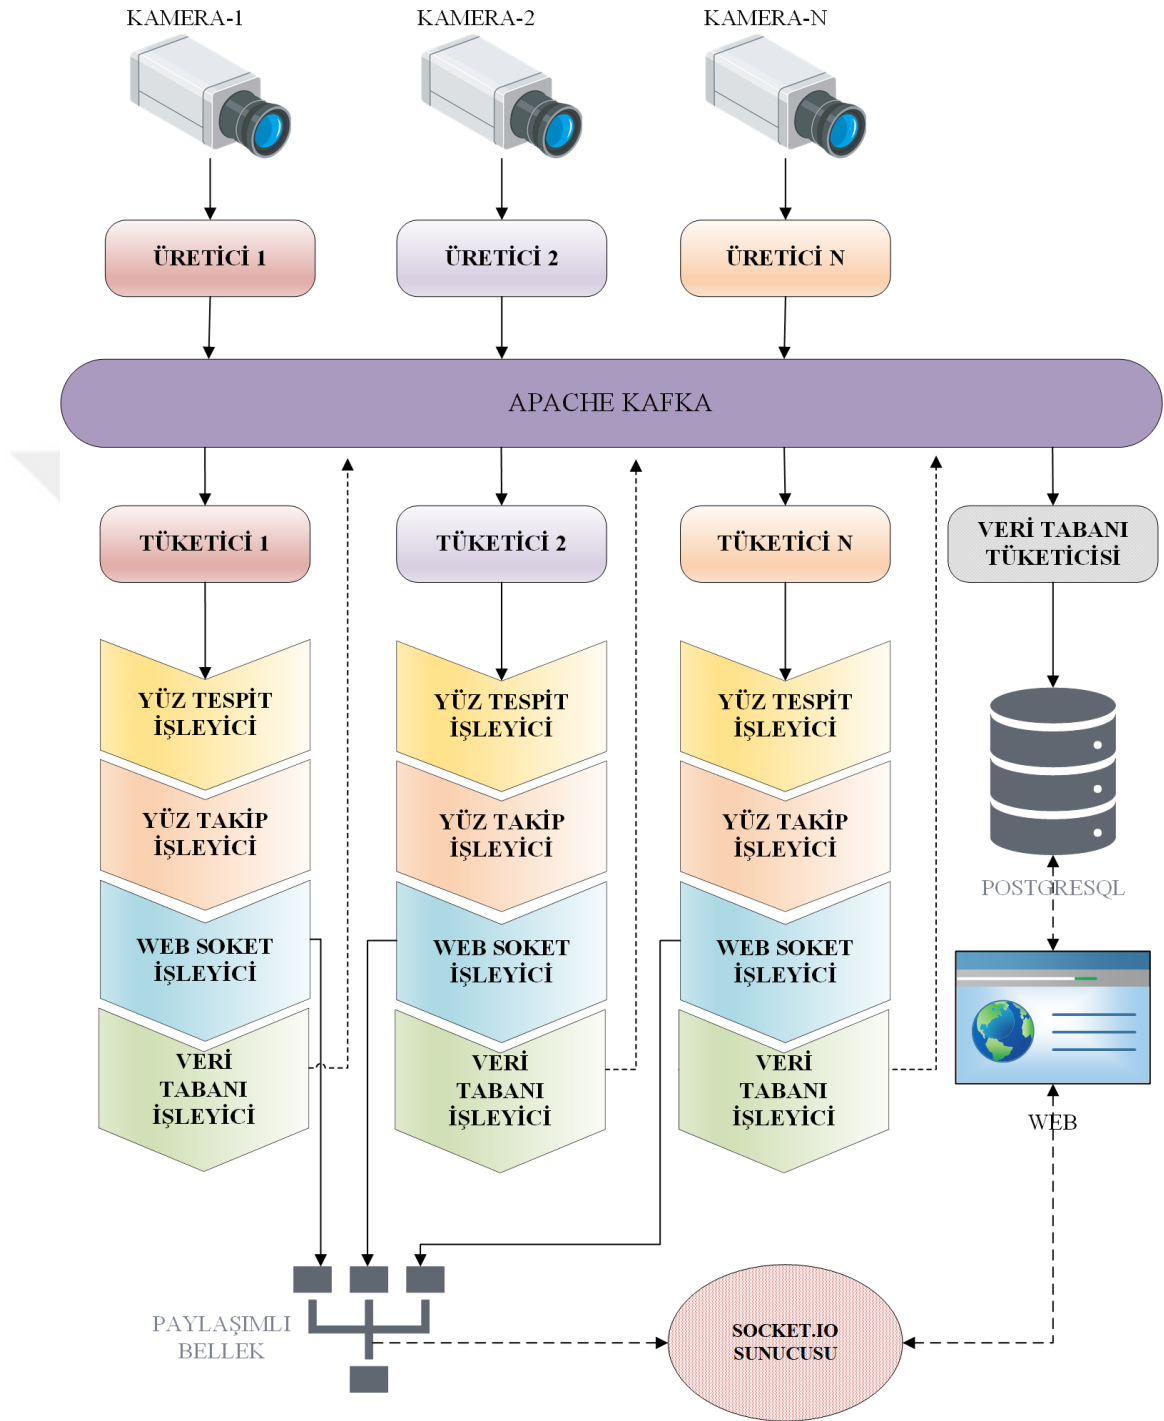 KAMERA-1
KAMERA-2
KAMERA-N
ÜRETİCİ 1
ÜRETİCİ 2
ÜRETİCİ N
APACHE KAFKA
TÜKETİCİ 1
TÜKETİCİ 2
TÜKETİCİ N
VERİ TABANI
TÜKETİCİSİ
YÜZ TESPİT
İŞLEYİCİ
YÜZ TESPİT
İŞLEYİCİ
YÜZ TESPİT
İŞLEYİCİ
YÜZ TAKİP
İŞLEYİCİ
YÜZ TAKİP
İŞLEYİCİ
YÜZ TAKİP
İŞLEYİCİ
POSTGRESQL
WEB SOKET
İŞLEYİCİ
WEB SOKET
İŞLEYİCİ
WEB SOKET
İŞLEYİCİ
VERİ
TABANI
İŞLEYİCİ
VERİ
TABANI
İŞLEYİCİ
VERİ
TABANI
İŞLEYİCİ
WEB
PAYLAŞIMLI
BELLEK
SOCKET.IO
SUNUCUSU